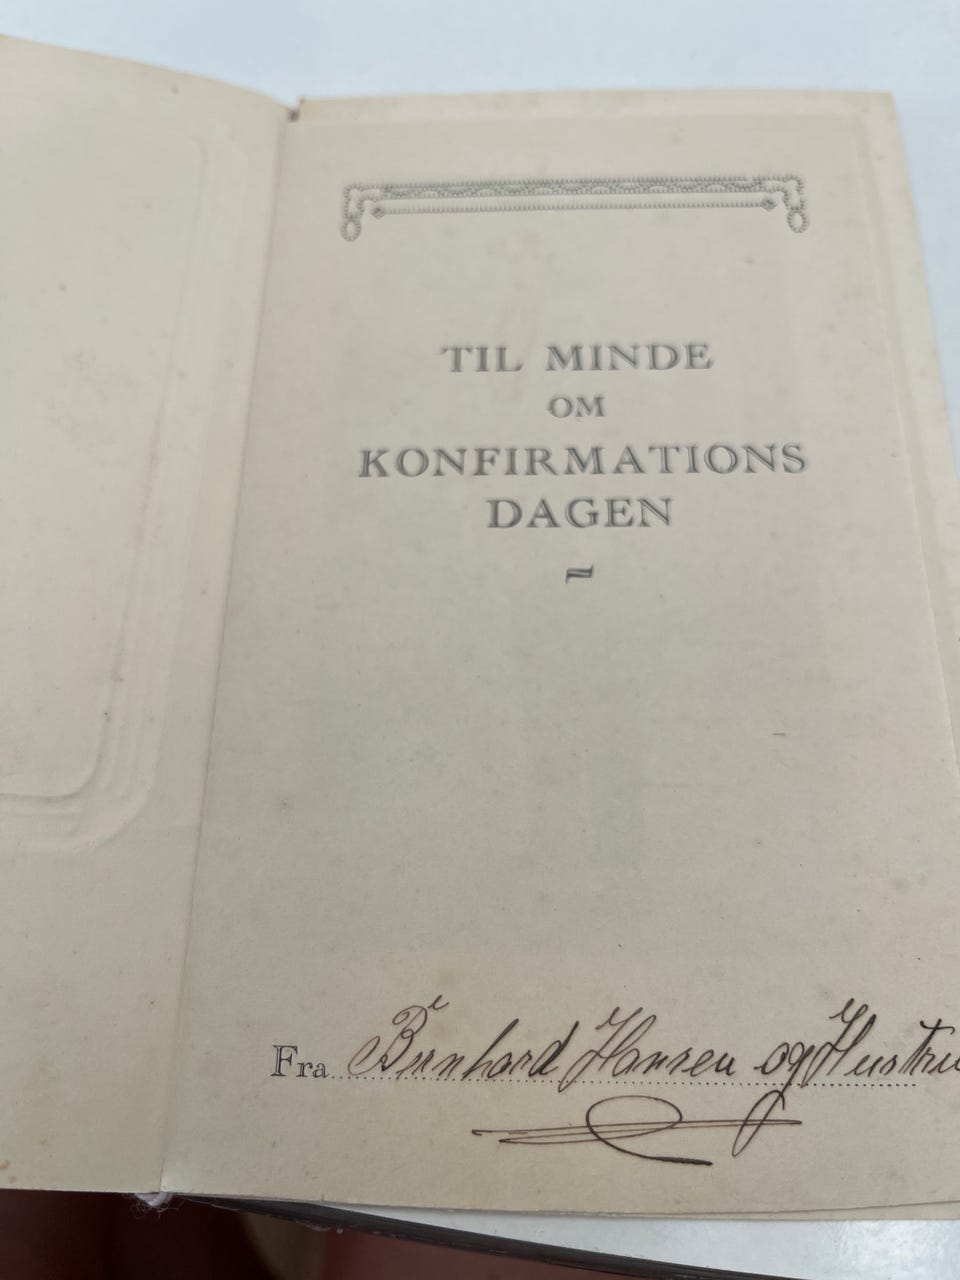 TIL MINDE
OM
KONFIRMATIONS
DAGEN
Fra Bernhard Hansen og Hustru